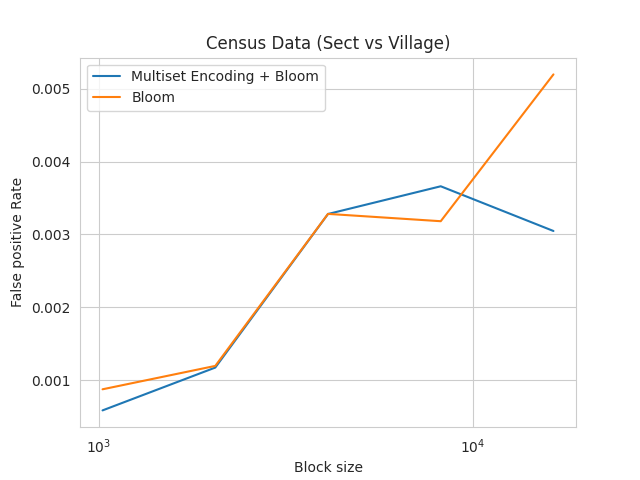 Census Data (Sect vs Village)
Multiset Encoding + Bloom
Bloom
0.005
0.004
0.003
0.002
0.001
False positive Rate
10³
10⁴
Block size